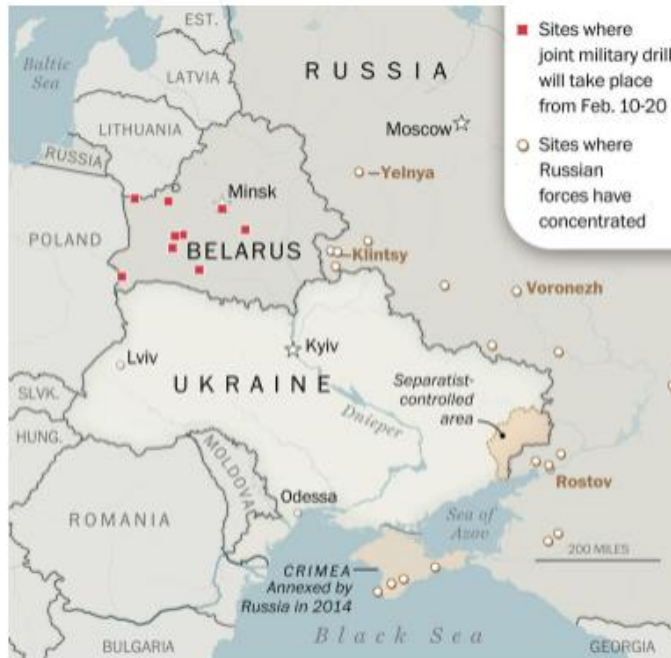 EST.
Baltic
Sea
LATVIA
RUSSIA
LITHUANIA
Moscow
RUSSIA
Yelnya
Minsk
POLAND
BELARUS
Klintsy
Voronezh
Sites where
joint military drill
will take place
from Feb. 10-20
Sites where
Russian
forces have
concentrated
Lviv
Kyiv
UKRAINE
SLVK.
Separatist-
controlled
area
Dnieper
HUNG.
MOLDOVA
Rostov
Odessa
ROMANIA
Sea of
Azov
200 MILES
CRIMEA
Annexed by
Russia in 2014
Black Sea
BULGARIA
GEORGIA